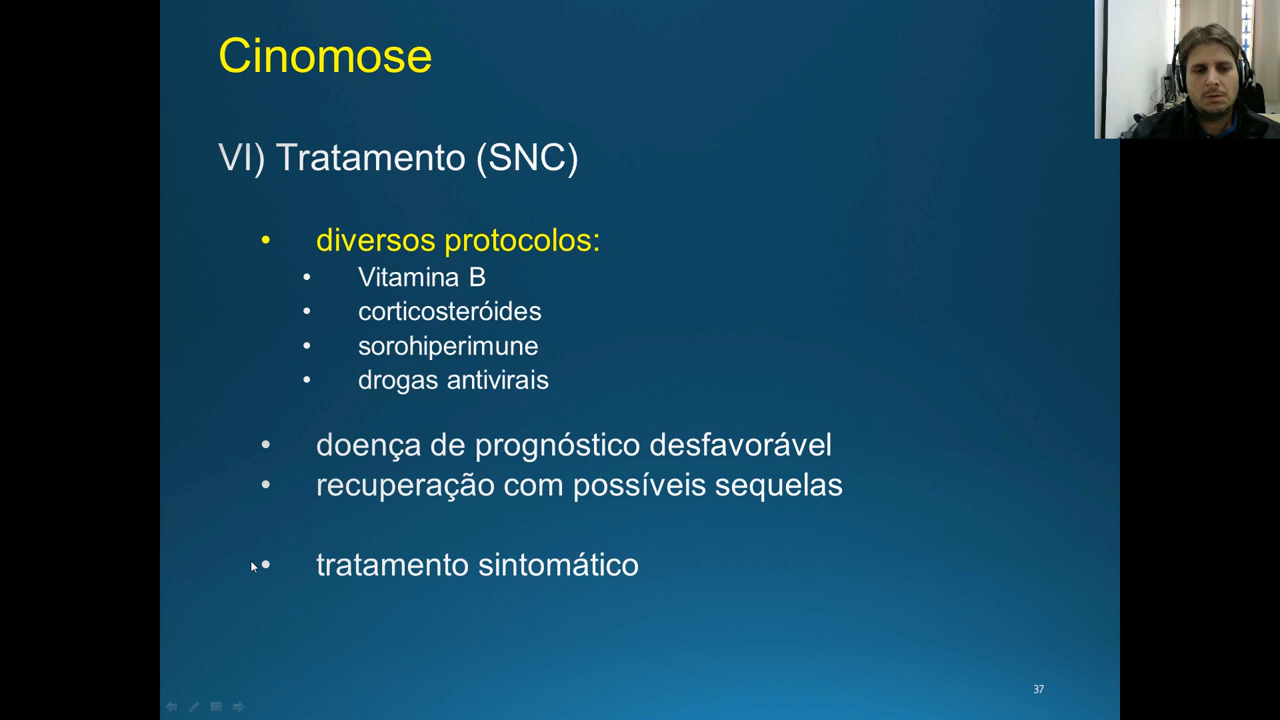 Cinomose
VI) Tratamento (SNC)
• diversos protocolos:
• Vitamina B
• corticosteróides
• sorohiperimune
• drogas antivirais
• doença de prognóstico desfavorável
• recuperação com possíveis sequelas
• tratamento sintomático
37